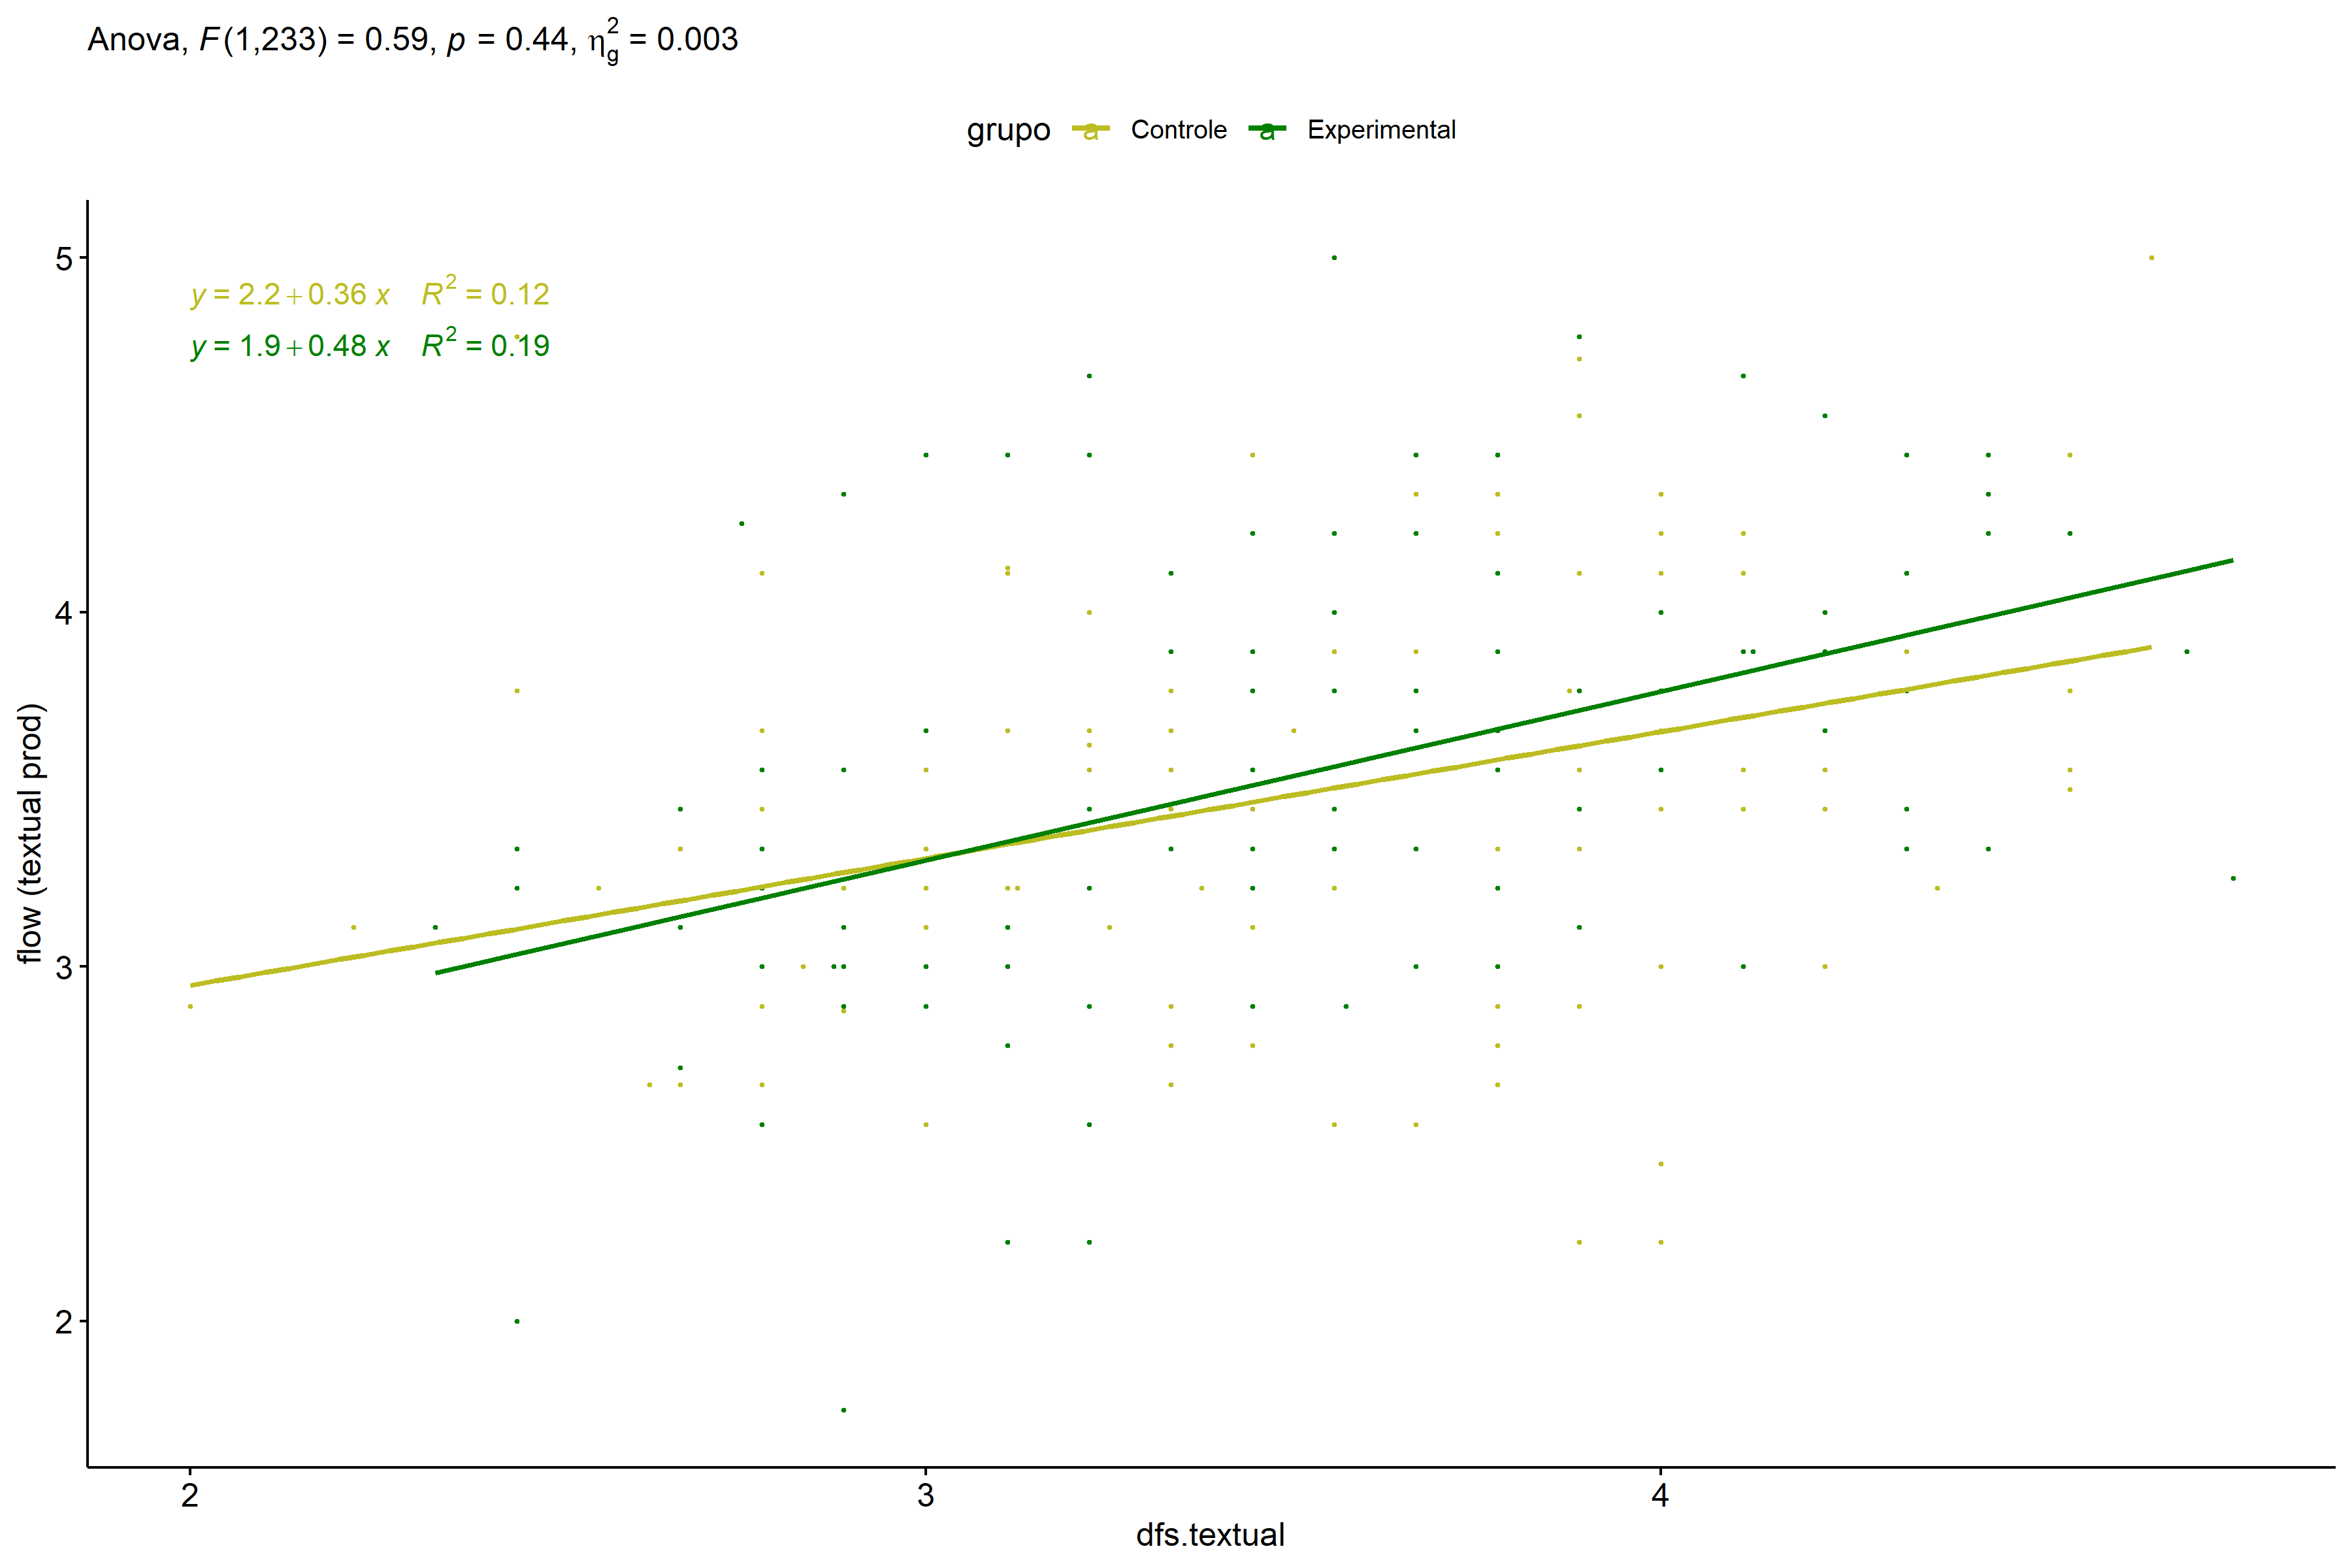 Anova, F(1,233) = 0.59, p = 0.44, η²g = 0.003
grupo a Controle a Experimental
5
y = 2.2 + 0.36 x R² = 0.12
y = 1.9 + 0.48 x R² = 0.19
4
3
2
flow (textual prod)
2 3 4
dfs.textual